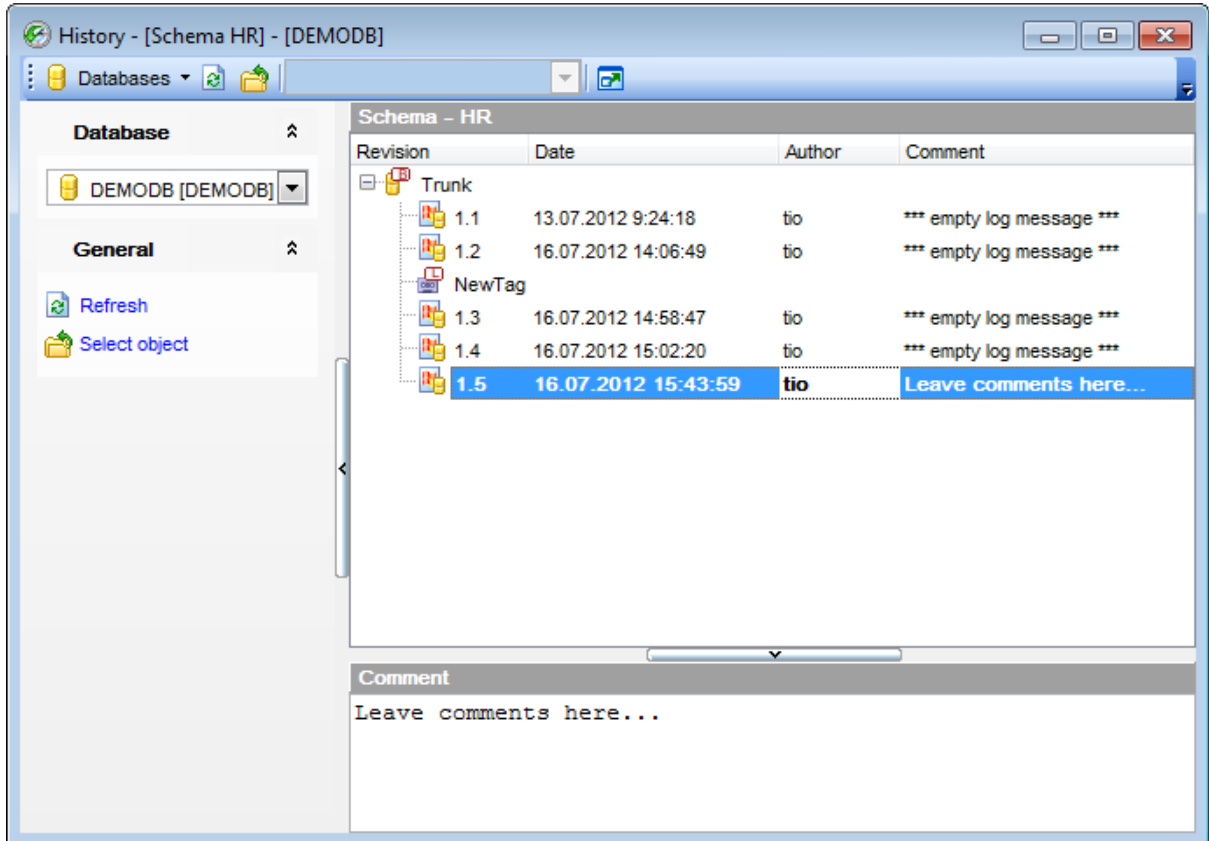 History - [Schema HR] - [DEMODB]
Databases
Database
DEMODB [DEMODB]
General
Refresh
Select object
Schema – HR
Revision Date Author Comment
Trunk
1.1 13.07.2012 9:24:18 tio *** empty log message ***
1.2 16.07.2012 14:06:49 tio *** empty log message ***
NewTag
1.3 16.07.2012 14:58:47 tio *** empty log message ***
1.4 16.07.2012 15:02:20 tio *** empty log message ***
1.5 16.07.2012 15:43:59 tio Leave comments here...
Comment
Leave comments here...